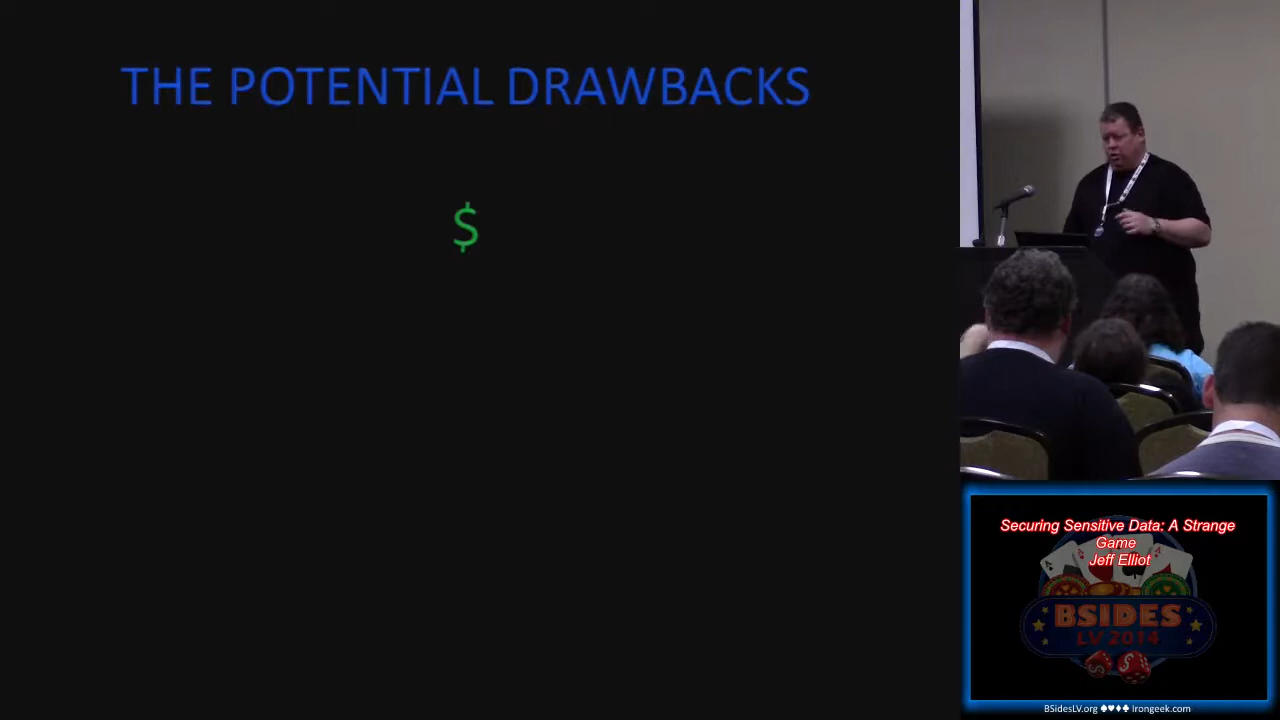 THE POTENTIAL DRAWBACKS
$
Securing Sensitive Data: A Strange
Game
Jeff Elliot
BSIDES
LV 2014
BSidesLV.org ♠♥♦♣ Irongeek.com